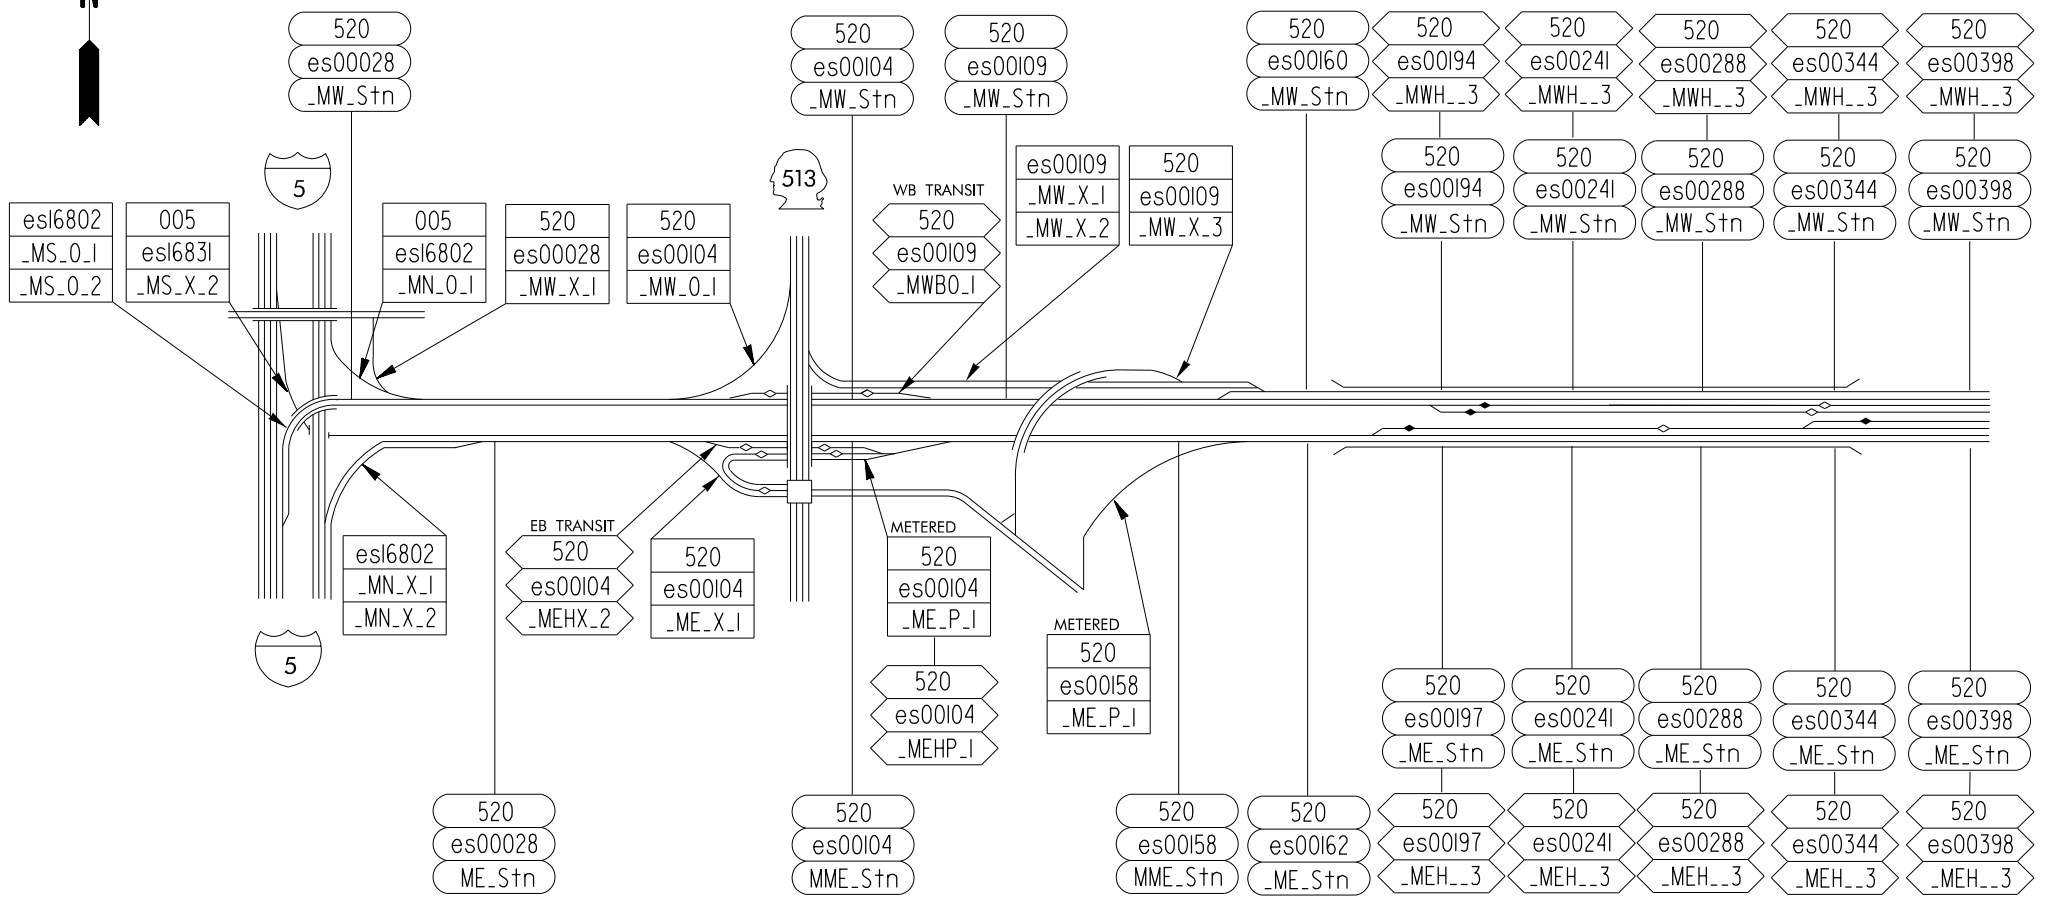 N
520
es00028
_MW_Stn
520
es00104
_MW_Stn
520
es00109
_MW_Stn
520
es00160
_MW_Stn
520
es00194
_MWH__3
520
es00241
_MWH__3
520
es00288
_MWH__3
520
es00344
_MWH__3
520
es00398
_MWH__3
520
es00194
_MW_Stn
520
es00241
_MW_Stn
520
es00288
_MW_Stn
520
es00344
_MW_Stn
520
es00398
_MW_Stn
5
513
es16802
_MS_O_1
_MS_O_2
005
es16831
_MS_X_2
005
es16802
_MN_O_1
520
es00028
_MW_X_1
520
es00104
_MW_O_1
WB TRANSIT
520
es00109
_MWBO_1
es00109
_MW_X_1
_MW_X_2
520
es00109
_MW_X_3
es16802
_MN_X_1
_MN_X_2
EB TRANSIT
520
es00104
_MEHX_2
520
es00104
_ME_X_1
METERED
520
es00104
_ME_P_1
520
es00104
_MEHP_1
METERED
520
es00158
_ME_P_1
5
520
es00197
_ME_Stn
520
es00241
_ME_Stn
520
es00288
_ME_Stn
520
es00344
_ME_Stn
520
es00398
_ME_Stn
520
es00028
ME_Stn
520
es00104
MME_Stn
520
es00158
MME_Stn
520
es00162
_ME_Stn
520
es00197
_MEH__3
520
es00241
_MEH__3
520
es00288
_MEH__3
520
es00344
_MEH__3
520
es00398
_MEH__3